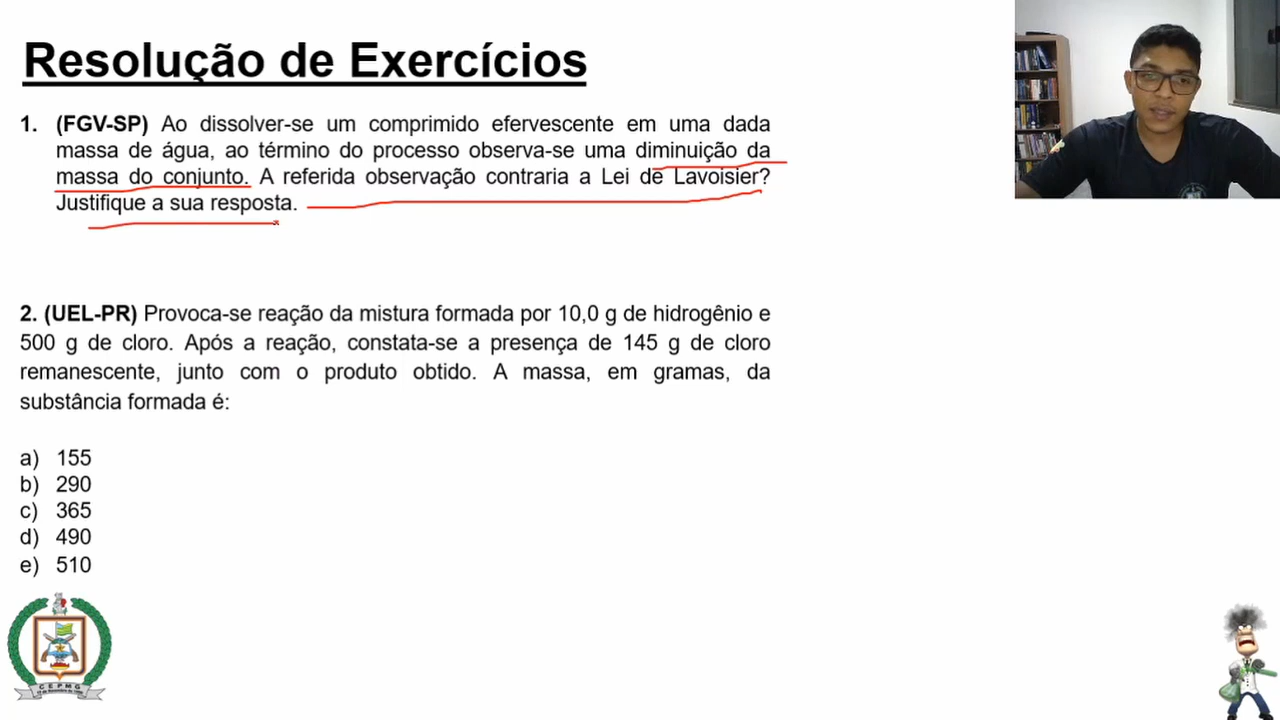 Resolução de Exercícios
1. (FGV-SP) Ao dissolver-se um comprimido efervescente em uma dada
massa de água, ao término do processo observa-se uma diminuição da
massa do conjunto. A referida observação contraria a Lei de Lavoisier?
Justifique a sua resposta.
2. (UEL-PR) Provoca-se reação da mistura formada por 10,0 g de hidrogênio e
500 g de cloro. Após a reação, constata-se a presença de 145 g de cloro
remanescente, junto com o produto obtido. A massa, em gramas, da
substância formada é:
a) 155
b) 290
c) 365
d) 490
e) 510
CEPMG